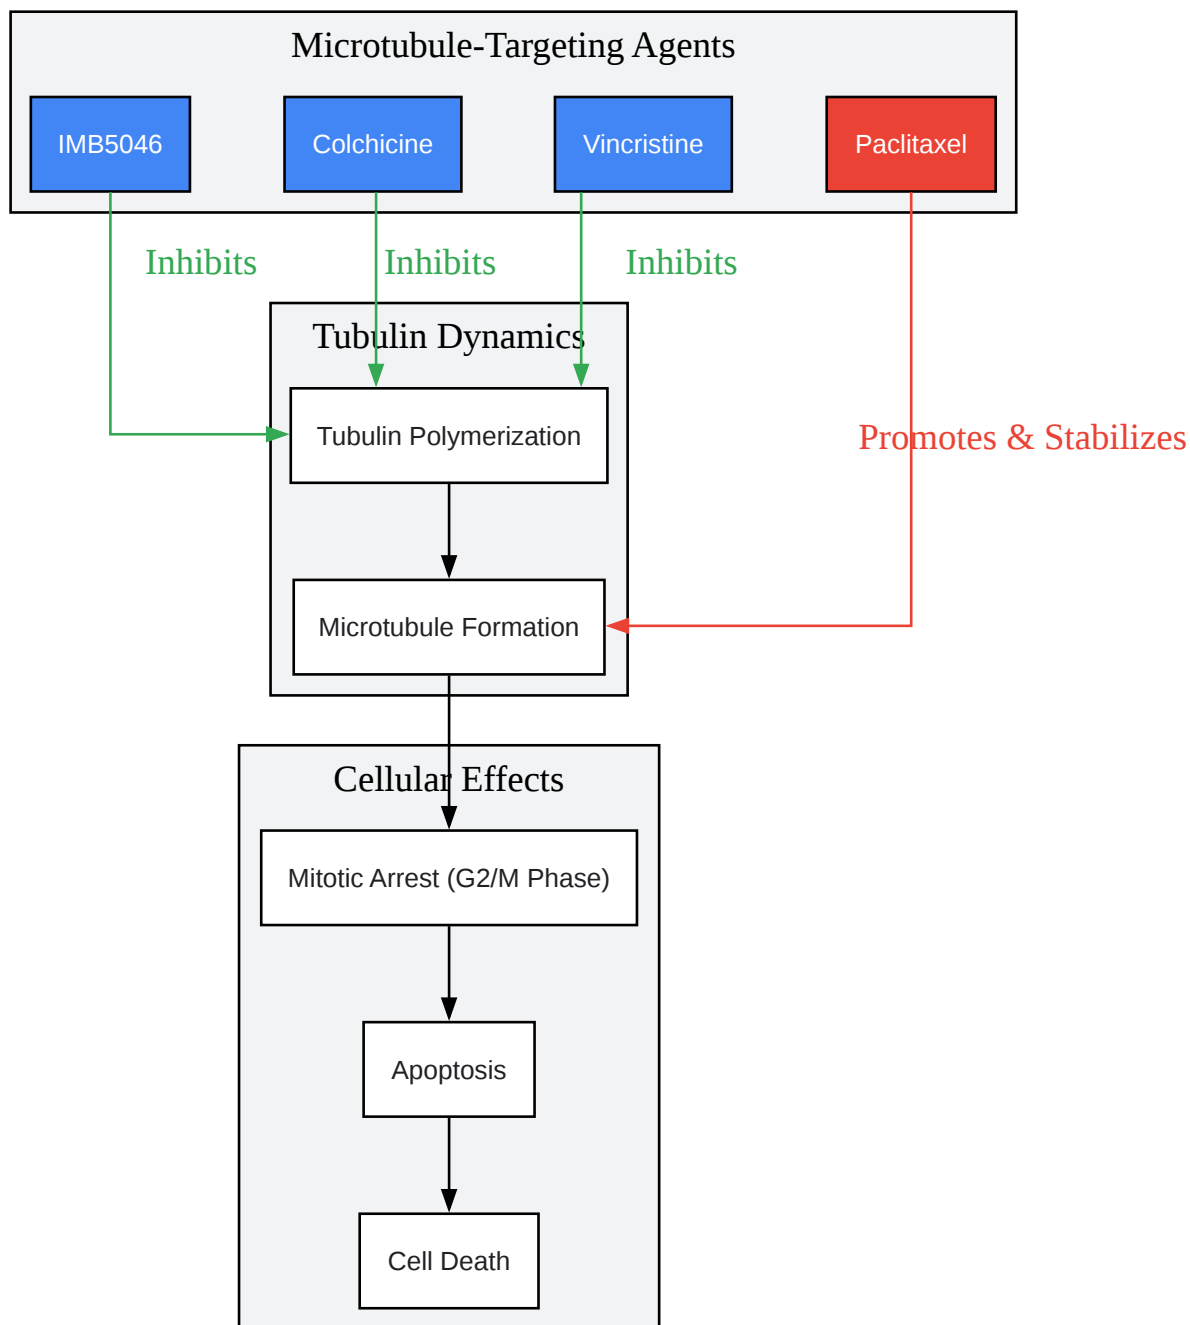 Microtubule-Targeting Agents
IMB5046
Colchicine
Vincristine
Paclitaxel
Inhibits
Inhibits
Inhibits
Tubulin Dynamics
Tubulin Polymerization
Promotes & Stabilizes
Microtubule Formation
Cellular Effects
Mitotic Arrest (G2/M Phase)
Apoptosis
Cell Death